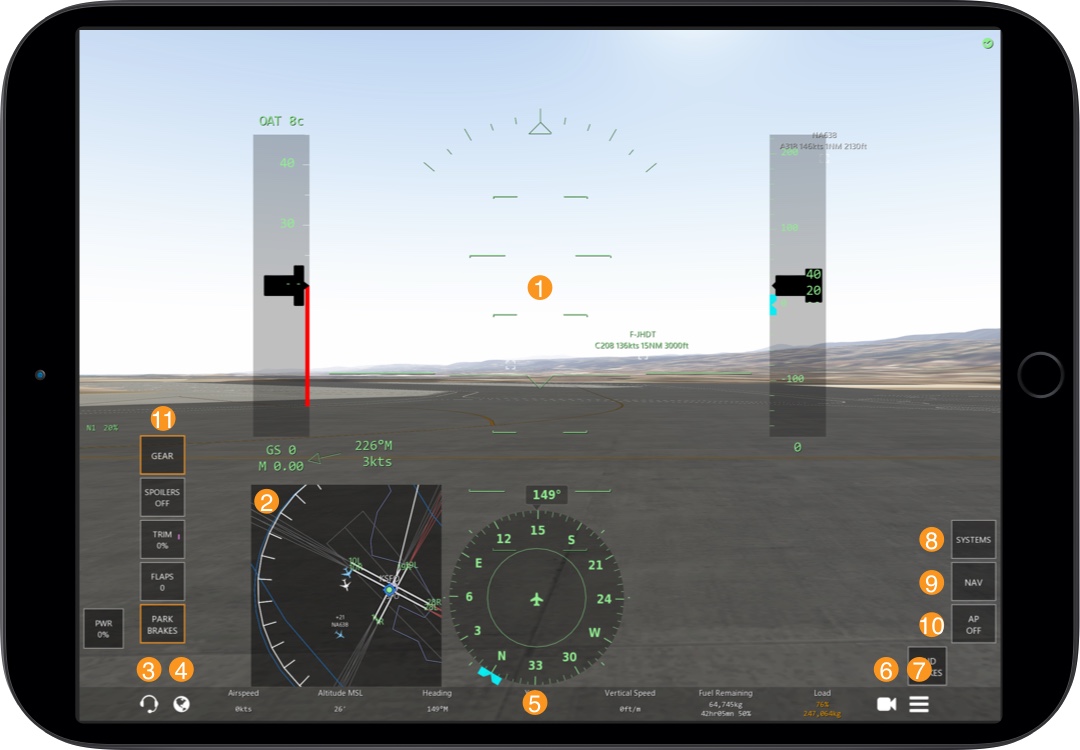 OAT 8c
NA638
A319 146kts 1NM 2130ft
40
30
200
100
40
20
-100
0
1
F-JHDT
C208 136kts 15NM 3000ft
N1 20%
11
GEAR
SPOILERS
OFF
TRIM
0%
FLAPS
0
PARK
BRAKES
PWR
0%
GS 0
M 0.00
226°M
3kts
2
10L
28R
+21
NA638
149°
12
15
S
E
21
6
24
3
W
N
33
30
8
SYSTEMS
9
NAV
10
AP
OFF
3
4
5
6
7
Airspeed
0kts
Altitude MSL
26'
Heading
149°M
Vertical Speed
0ft/m
Fuel Remaining
64,745kg
42hr05mn 50%
Load
76%
247,064kg